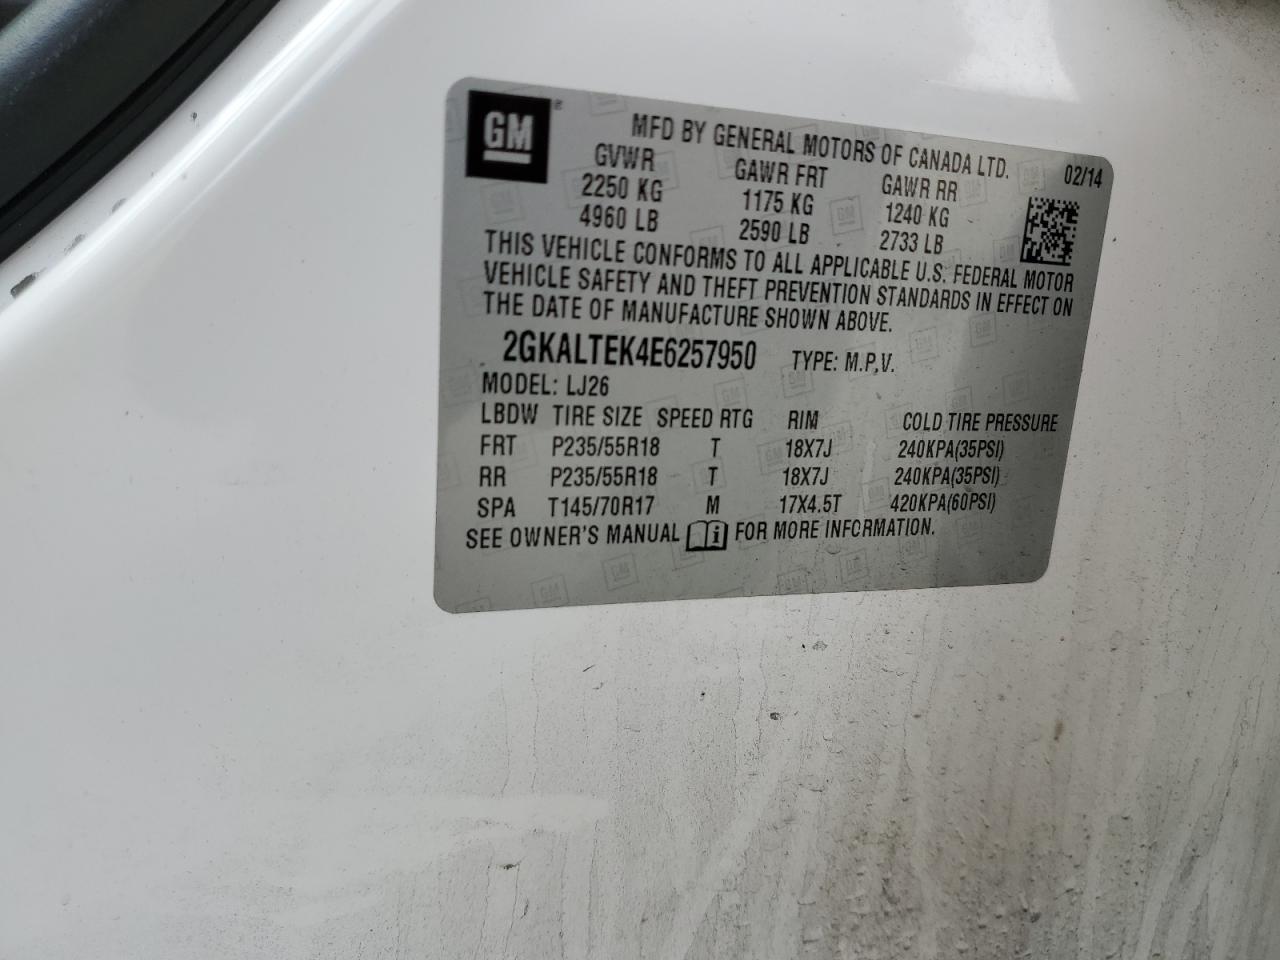 GM ®
MFD BY GENERAL MOTORS OF CANADA LTD.
02/14
GVWR GAWR FRT GAWR RR
2250 KG 1175 KG 1240 KG
4960 LB 2590 LB 2733 LB
THIS VEHICLE CONFORMS TO ALL APPLICABLE U.S. FEDERAL MOTOR
VEHICLE SAFETY AND THEFT PREVENTION STANDARDS IN EFFECT ON
THE DATE OF MANUFACTURE SHOWN ABOVE.
2GKALTEK4E6257950 TYPE: M.P.V.
MODEL: LJ26
LBDW TIRE SIZE SPEED RTG RIM COLD TIRE PRESSURE
FRT P235/55R18 T 18X7J 240KPA(35PSI)
RR P235/55R18 T 18X7J 240KPA(35PSI)
SPA T145/70R17 M 17X4.5T 420KPA(60PSI)
SEE OWNER'S MANUAL i FOR MORE INFORMATION.